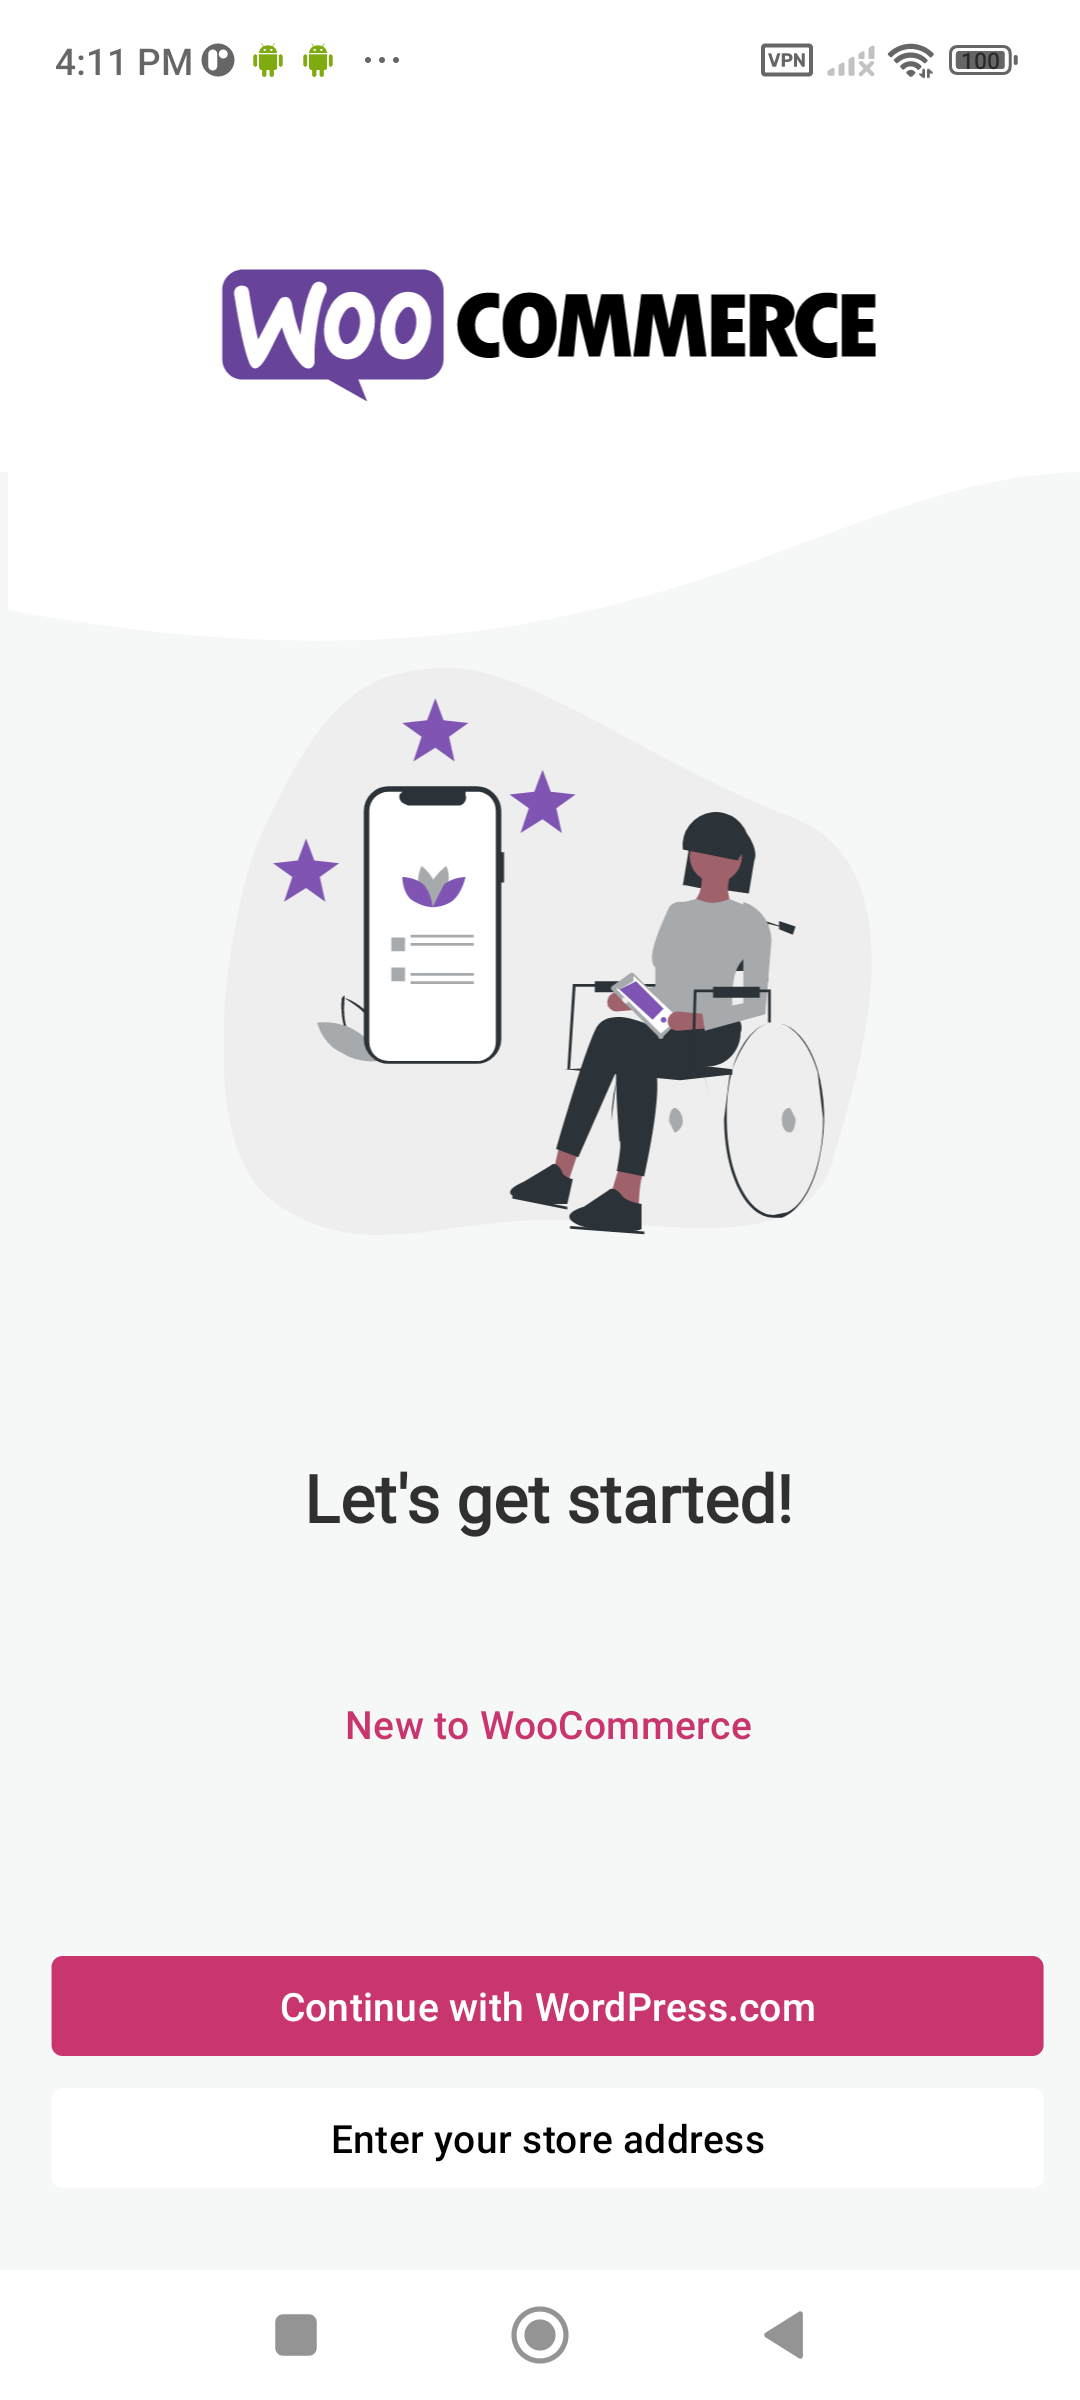 4:11 PM
VPN
100
WOO COMMERCE
Let's get started!
New to WooCommerce
Continue with WordPress.com
Enter your store address